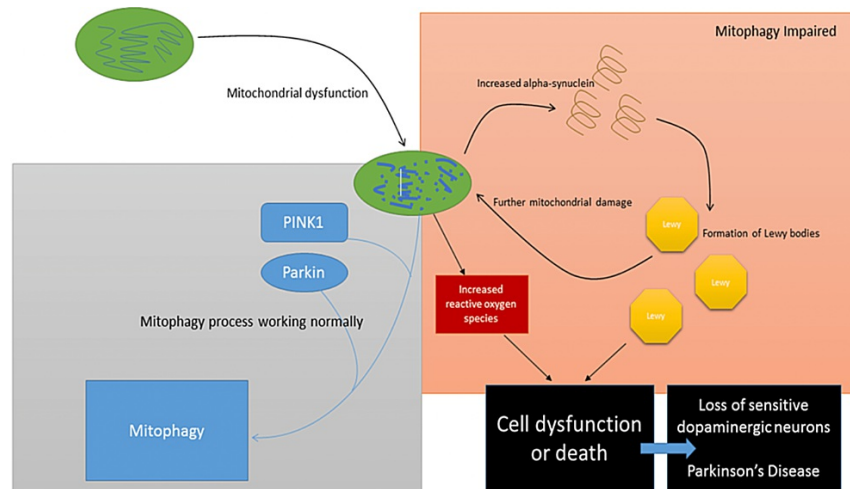 Mitophagy Impaired
Mitochondrial dysfunction
Increased alpha-synuclein
Further mitochondrial damage
Lewy
Formation of Lewy bodies
Lewy
Lewy
PINK1
Parkin
Increased
reactive oxygen
species
Mitophagy process working normally
Mitophagy
Cell dysfunction
or death
Loss of sensitive
dopaminergic neurons
Parkinson's Disease